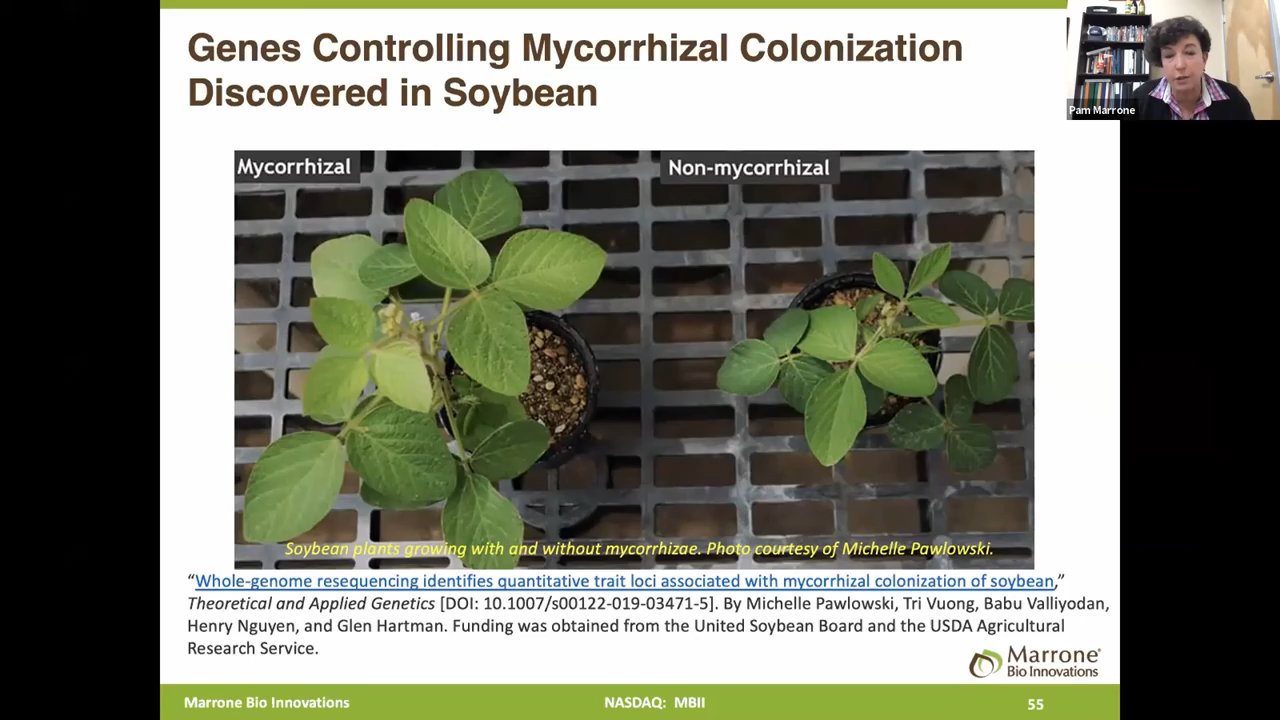 Genes Controlling Mycorrhizal Colonization
Discovered in Soybean
Pam Marrone
Mycorrhizal
Non-mycorrhizal
Soybean plants growing with and without mycorrhizae. Photo courtesy of Michelle Pawlowski.
“Whole-genome resequencing identifies quantitative trait loci associated with mycorrhizal colonization of soybean,”
Theoretical and Applied Genetics [DOI: 10.1007/s00122-019-03471-5]. By Michelle Pawlowski, Tri Vuong, Babu Valliyodan,
Henry Nguyen, and Glen Hartman. Funding was obtained from the United Soybean Board and the USDA Agricultural
Research Service.
Marrone®
Bio Innovations
Marrone Bio Innovations
NASDAQ: MBII
55